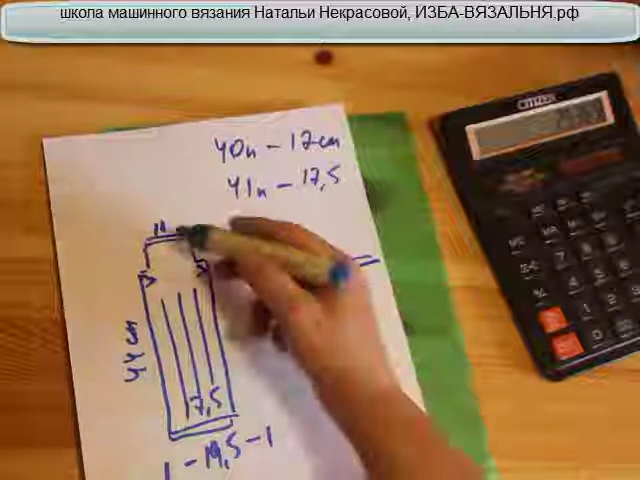 школа машинного вязания Натальи Некрасовой, ИЗБА-ВЯЗАЛЬНЯ.рф
CITIZEN
40п - 17см
41п - 17,5
44 см
7,5
1 - 19,5 - 1